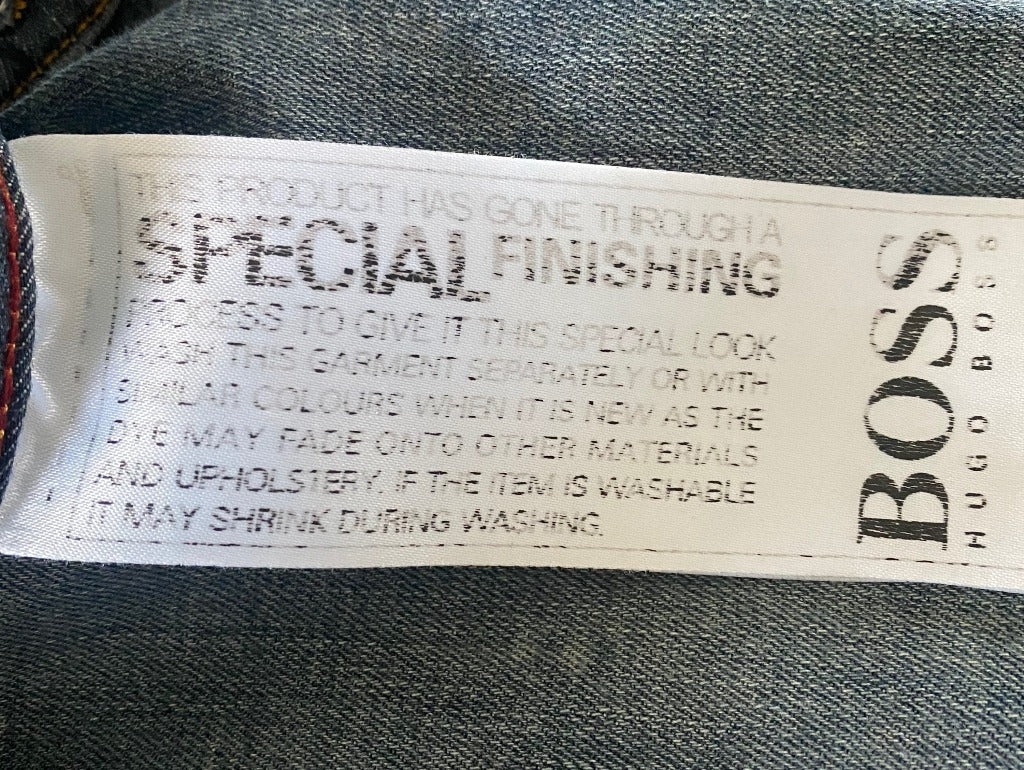 THIS PRODUCT HAS GONE THROUGH A
SPECIAL FINISHING
PROCESS TO GIVE IT THIS SPECIAL LOOK
WASH THIS GARMENT SEPARATELY OR WITH
SIMILAR COLOURS WHEN IT IS NEW AS THE
DYE MAY FADE ONTO OTHER MATERIALS
AND UPHOLSTERY. IF THE ITEM IS WASHABLE
IT MAY SHRINK DURING WASHING.
BOSS
HUGO BOSS